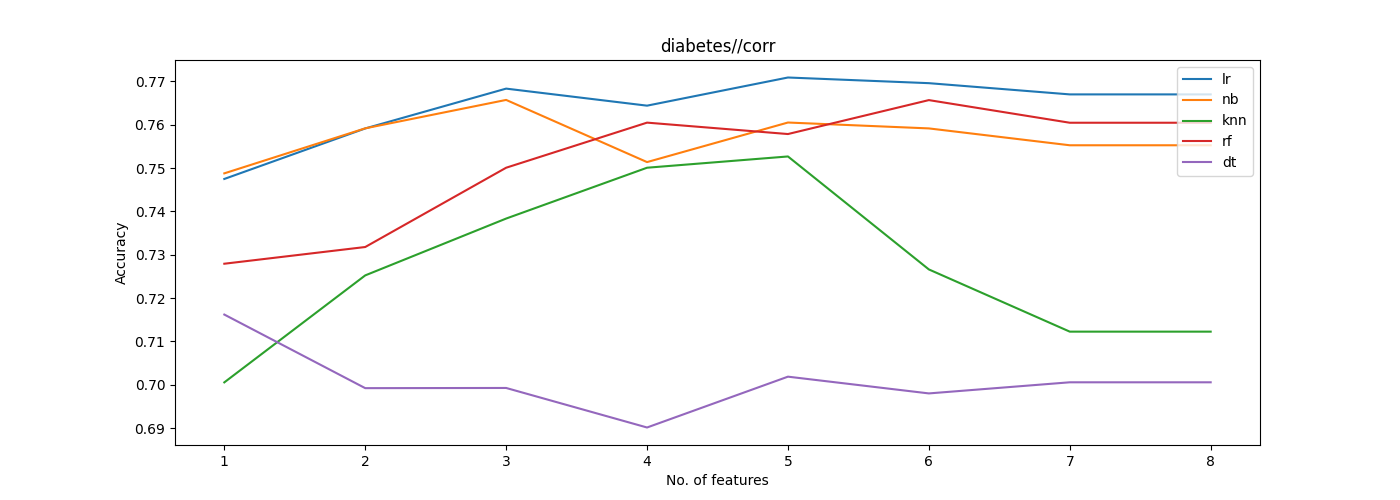 diabetes//corr
Accuracy
0.77
0.76
0.75
0.74
0.73
0.72
0.71
0.70
0.69
lr
nb
knn
rf
dt
1 2 3 4 5 6 7 8
No. of features